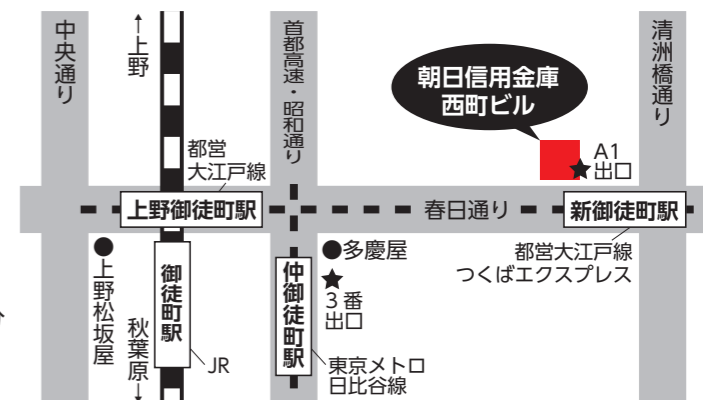 中央通り
←上野
首都高速・昭和通り
清洲橋通り
朝日信用金庫
西町ビル
A1
出口
都営
大江戸線
上野御徒町駅
春日通り
新御徒町駅
都営大江戸線
つくばエクスプレス
●上野松坂屋
御徒町駅
秋葉原→
JR
仲御徒町駅
●多慶屋
★
3番
出口
東京メトロ
日比谷線